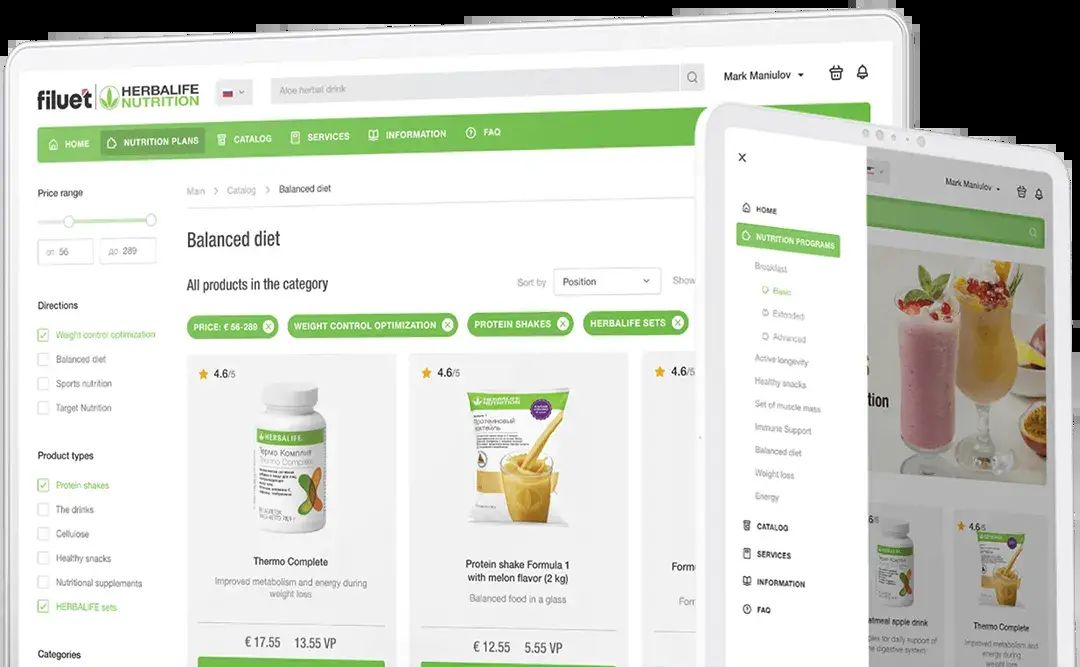 filuet
HERBALIFE
NUTRITION
Aloe herbal drink
Mark Maniulov
HOME
NUTRITION PLANS
CATALOG
SERVICES
INFORMATION
FAQ
Price range
от: 56
до: 289
Directions
Weight control optimization
Balanced diet
Sports nutrition
Target Nutrition
Product types
Protein shakes
The drinks
Cellulose
Healthy snacks
Nutritional supplements
HERBALIFE sets
Categories
Main > Catalog > Balanced diet
Balanced diet
All products in the category
Sort by
Position
Show
PRICE: € 56-289
WEIGHT CONTROL OPTIMIZATION
PROTEIN SHAKES
HERBALIFE SETS
4.6/5
HERBALIFE
Термо Комплит
Thermo Complete
Thermo Complete
Improved metabolism and energy during
weight loss
€ 17.55 13.55 VP
4.6/5
HERBALIFE
NUTRITION
Протеиновый
коктейль
Protein shake Formula 1
with melon flavor (2 kg)
Balanced food in a glass
€ 12.55 5.55 VP
4.6/5
Form
For
Mark Maniulov
HOME
NUTRITION PROGRAMS
Breakfast
Basic
Extended
Advanced
Active longevity
Healthy snacks
Set of muscle mass
Immune Support
Balanced diet
Weight loss
Energy
CATALOG
SERVICES
INFORMATION
FAQ
ition
6/5
atmeal apple drink
ples for daily support of
he digestive system
4.6/5
Thermo Complete
Improved metabolism and
energy during weight loss